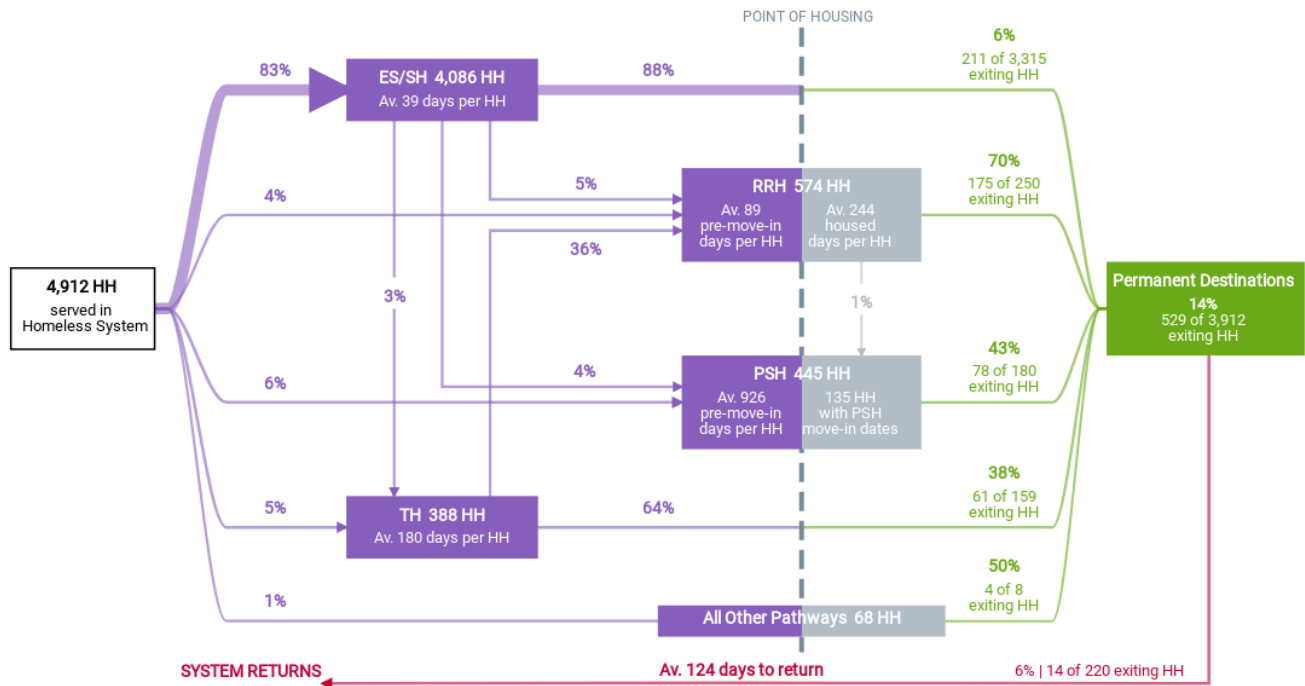 POINT OF HOUSING
83%
ES/SH 4,086 HH
Av. 39 days per HH
88%
6%
211 of 3,315
exiting HH
4%
5%
36%
RRH 574 HH
Av. 89
pre-move-in
days per HH
Av. 244
housed
days per HH
70%
175 of 250
exiting HH
4,912 HH
served in
Homeless System
3%
1%
Permanent Destinations
14%
529 of 3,912
exiting HH
6%
4%
PSH 445 HH
Av. 926
pre-move-in
days per HH
135 HH
with PSH
move-in dates
43%
78 of 180
exiting HH
5%
TH 388 HH
Av. 180 days per HH
64%
38%
61 of 159
exiting HH
1%
All Other Pathways 68 HH
50%
4 of 8
exiting HH
SYSTEM RETURNS
Av. 124 days to return
6% | 14 of 220 exiting HH